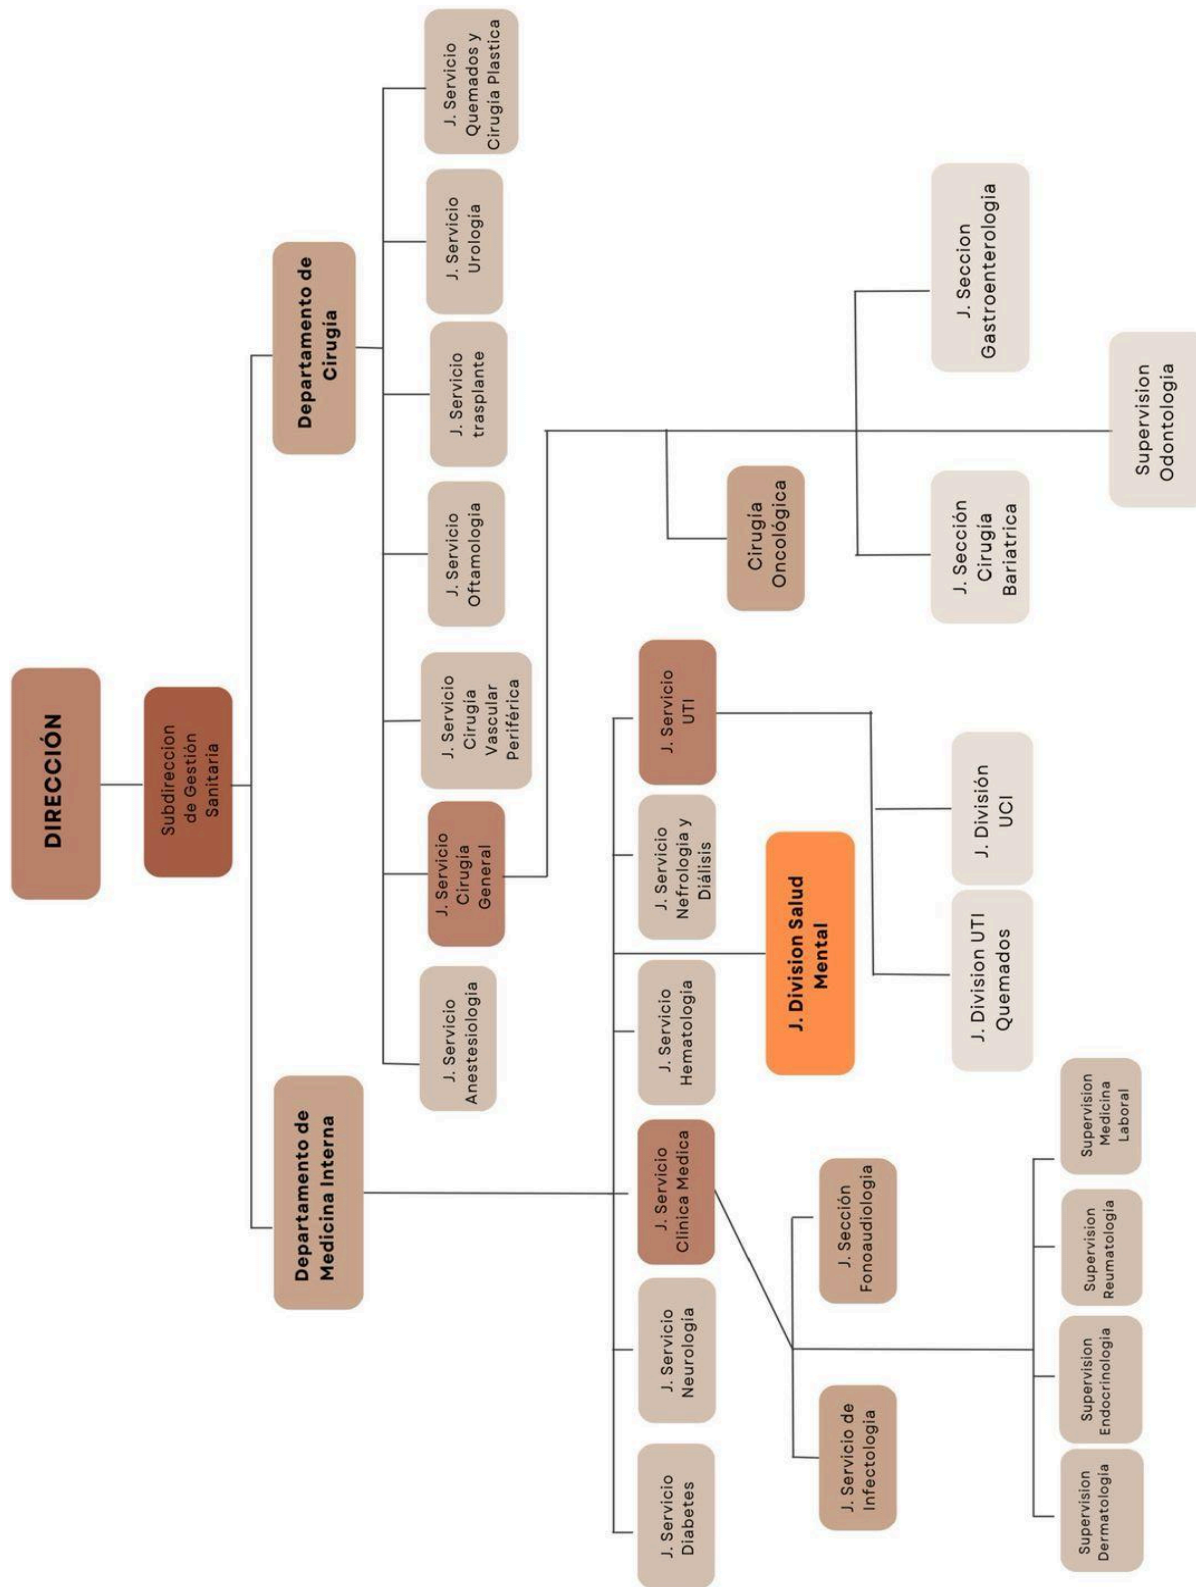 DIRECCIÓN
Subdireccion
de Gestión
Sanitaria
Departamento de
Medicina Interna
Departamento de
Cirugia
J. Servicio
Anestesiologia
J. Servicio
Cirugia
General
J. Servicio
Cirugia
Vascular
Periférica
J. Servicio
Oftamologia
J. Servicio
trasplante
J. Servicio
Urologia
J. Servicio
Quemados y
Cirugia Plastica
J. Servicio
Diabetes
J. Servicio
Neurologia
J. Servicio
Clinica Medica
J. Servicio
Hematologia
J. Servicio
Nefrologia y
Diálisis
J. Servicio
UTI
Cirugia
Oncológica
J. Division Salud
Mental
J. Servicio de
Infectologia
J. Sección
Fonoaudiologia
J. Division UTI
Quemados
J. División
UCI
J. Sección
Cirugia
Bariatrica
J. Seccion
Gastroenterologia
Supervision
Dermatologia
Supervision
Endocrinologia
Supervision
Reumatologia
Supervision
Medicina
Laboral
Supervision
Odontologia